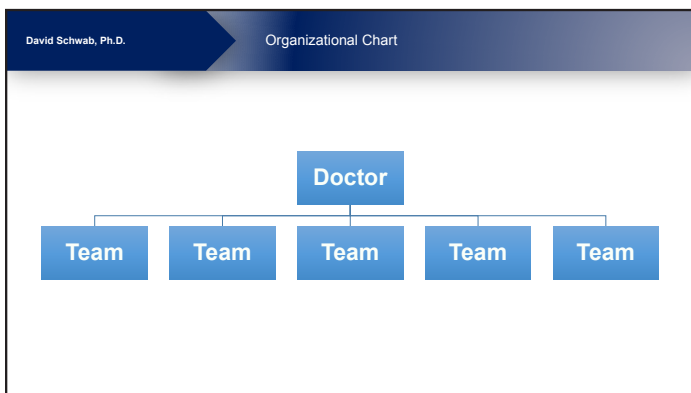 David Schwab, Ph.D.
Organizational Chart
Doctor
Team Team Team Team Team